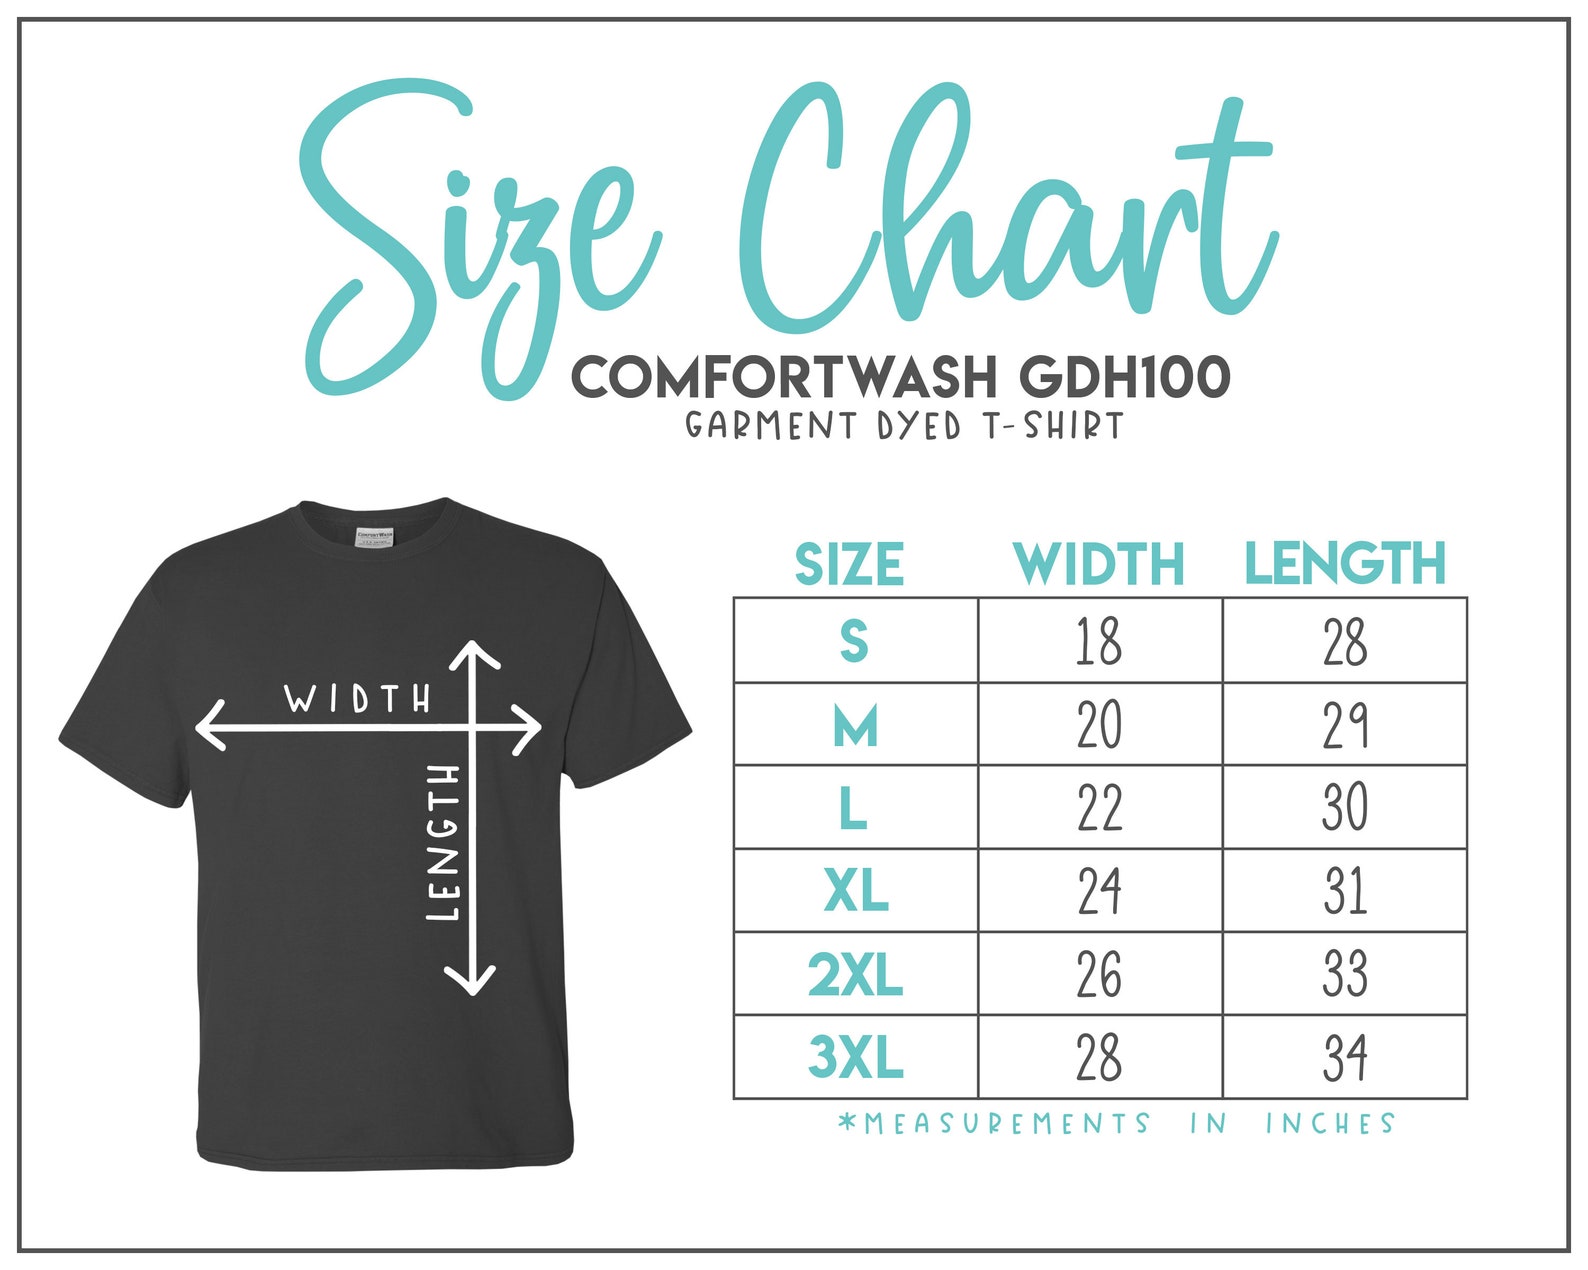 Size Chart
COMFORTWASH GDH100
GARMENT DYED T-SHIRT
COMFORTWASH
WIDTH
LENGTH
SIZE WIDTH LENGTH
S 18 28
M 20 29
L 22 30
XL 24 31
2XL 26 33
3XL 28 34
*MEASUREMENTS IN INCHES